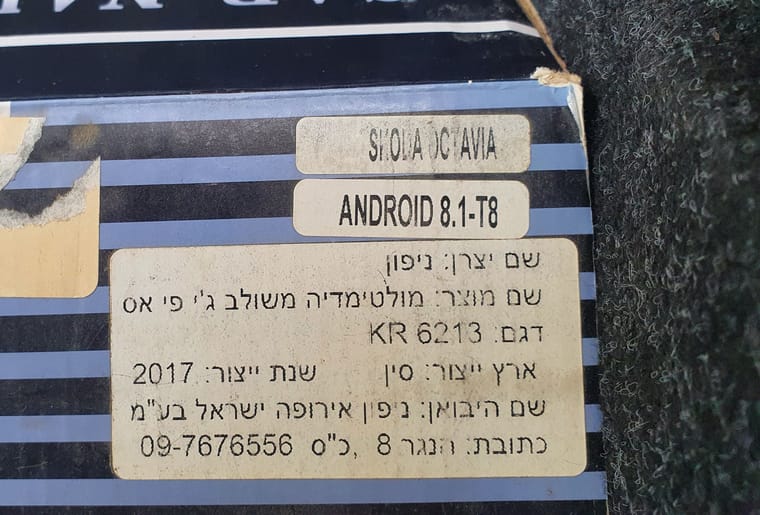 SKODA OCTAVIA
ANDROID 8.1-T8
שם יצרן: ניפון
שם מוצר: מולטימדיה משולב ג'י פי אס
דגם: KR 6213
ארץ ייצור: סין שנת ייצור: 2017
שם היבואן: ניפון אירופה ישראל בע"מ
כתובת: הנגר 8 ,כ"ס 09-7676556